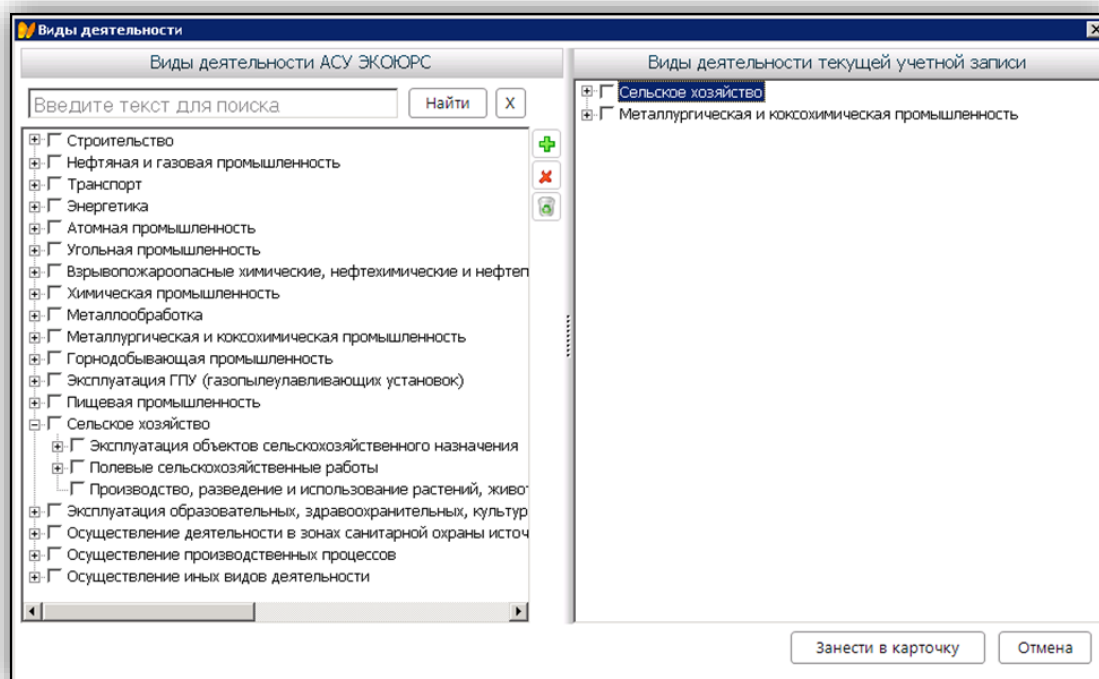 Виды деятельности
Виды деятельности АСУ ЭКОЮРС
Введите текст для поиска
Найти
X
Строительство
Нефтяная и газовая промышленность
Транспорт
Энергетика
Атомная промышленность
Угольная промышленность
Взрывопожароопасные химические, нефтехимические и нефтеп
Химическая промышленность
Металлообработка
Металлургическая и коксохимическая промышленность
Горнодобывающая промышленность
Эксплуатация ГПУ (газопылеулавливающих установок)
Пищевая промышленность
Сельское хозяйство
Эксплуатация объектов сельскохозяйственного назначения
Полевые сельскохозяйственные работы
Производство, разведение и использование растений, живот
Эксплуатация образовательных, здравоохранительных, культур
Осуществление деятельности в зонах санитарной охраны источ
Осуществление производственных процессов
Осуществление иных видов деятельности
Виды деятельности текущей учетной записи
Сельское хозяйство
Металлургическая и коксохимическая промышленность
Занести в карточку
Отмена